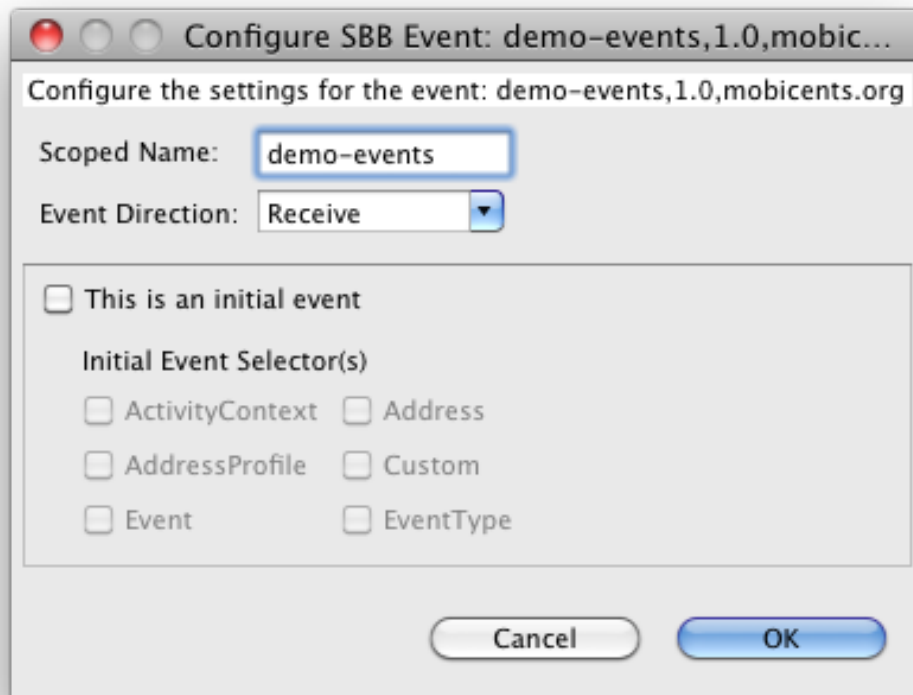 Configure SBB Event: demo-events,1.0,mobic...
Configure the settings for the event: demo-events,1.0,mobicents.org
Scoped Name: demo-events
Event Direction: Receive
This is an initial event
Initial Event Selector(s)
ActivityContext Address
AddressProfile Custom
Event EventType
Cancel OK